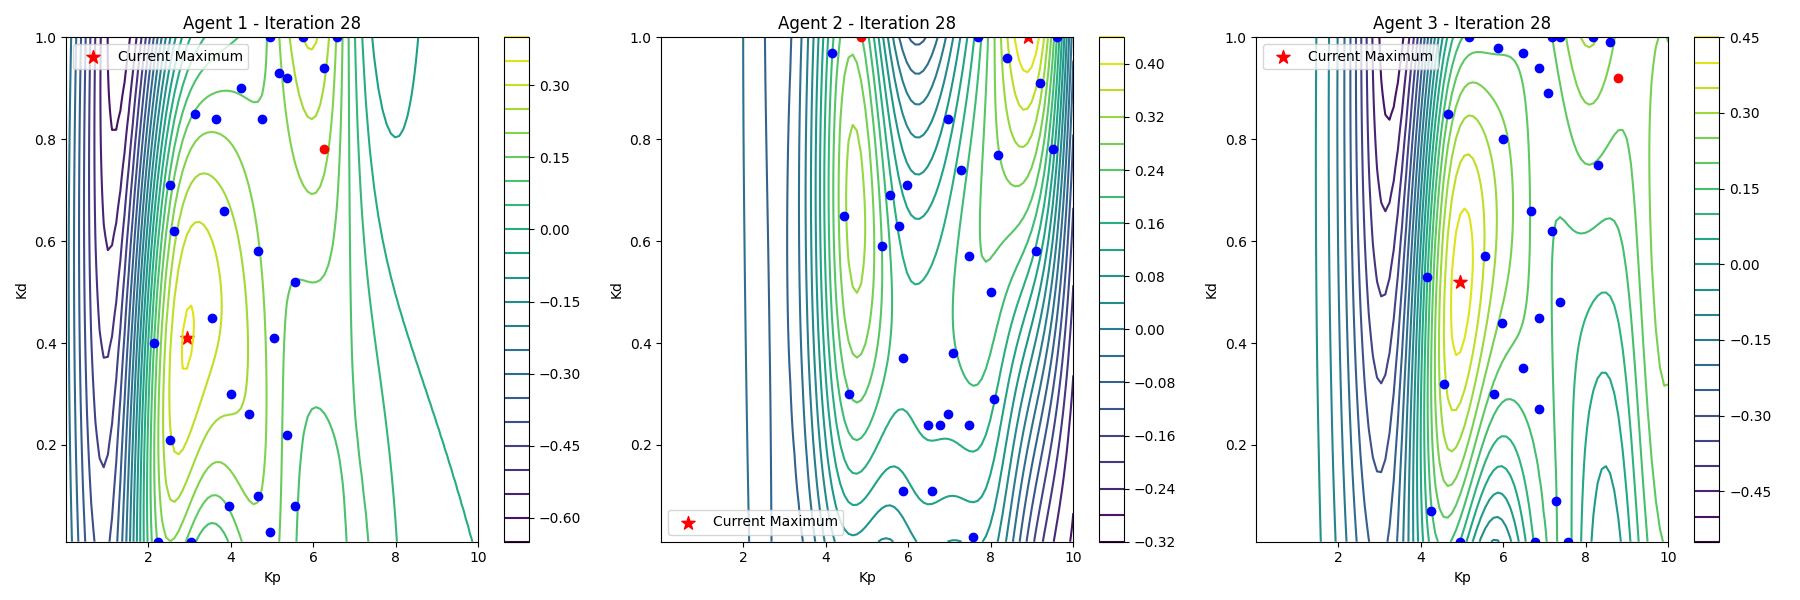 Agent 1 - Iteration 28
Current Maximum
Kd
1.0
0.8
0.6
0.4
0.2
2 4 6 8 10
Kp
0.30
0.15
0.00
−0.15
−0.30
−0.45
−0.60
Agent 2 - Iteration 28
Current Maximum
Kd
1.0
0.8
0.6
0.4
0.2
2 4 6 8 10
Kp
0.40
0.32
0.24
0.16
0.08
0.00
−0.08
−0.16
−0.24
−0.32
Agent 3 - Iteration 28
Current Maximum
Kd
1.0
0.8
0.6
0.4
0.2
2 4 6 8 10
Kp
0.45
0.30
0.15
0.00
−0.15
−0.30
−0.45